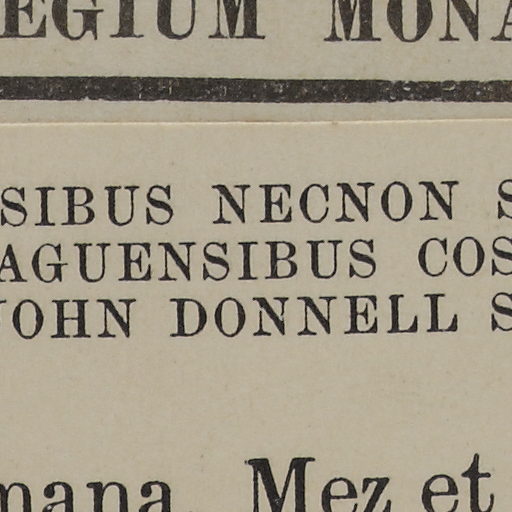 EGIUM MONA
SIBUS NECNON S
AGUENSIBUS COS
JOHN DONNELL S
mana. Mez et